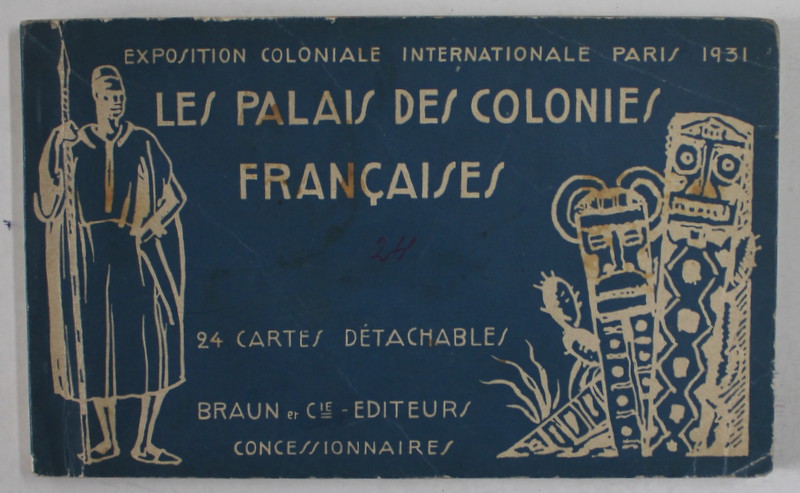 EXPOSITION COLONIALE INTERNATIONALE PARIS 1931
LES PALAIS DES COLONIES
FRANÇAISES
24
24 CARTES DÉTACHABLES
BRAUN et CIE - EDITEURS
CONCESSIONNAIRES